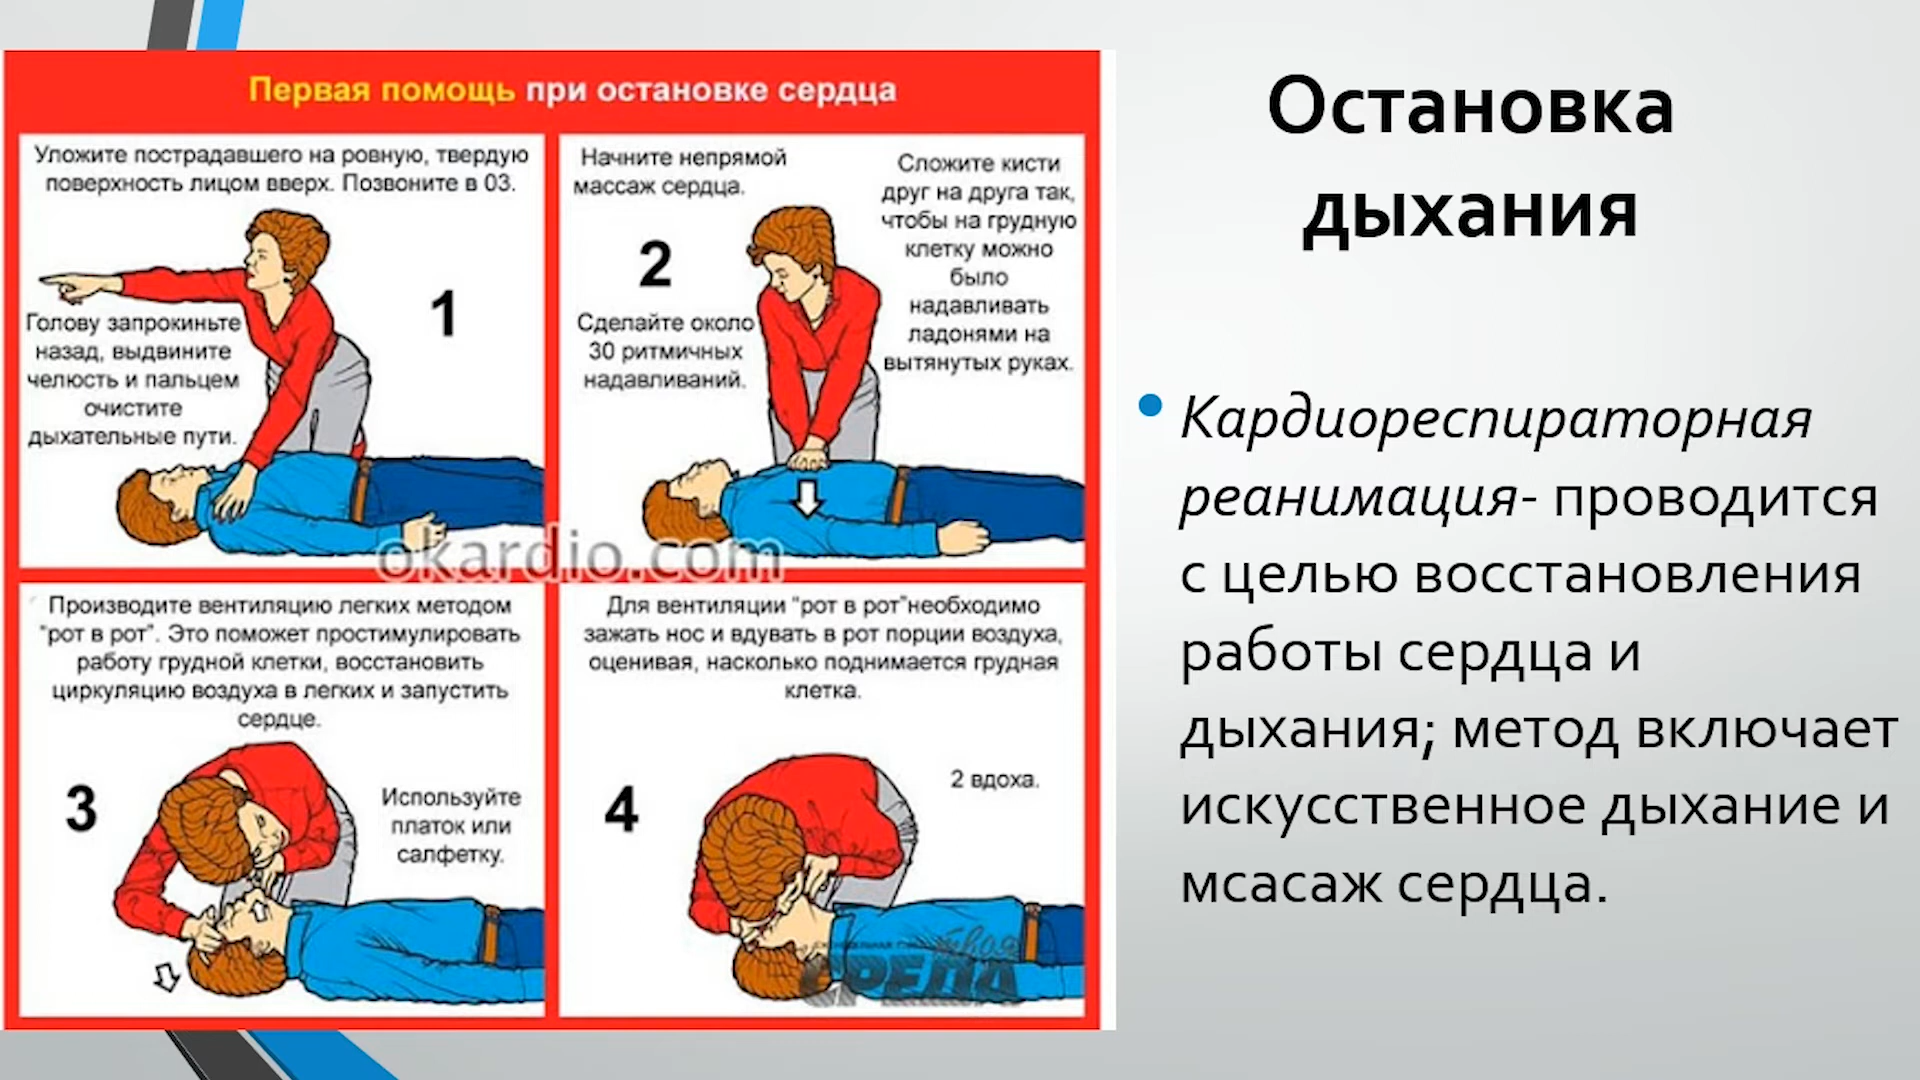 Первая помощь при остановке сердца
Уложите пострадавшего на ровную, твердую
поверхность лицом вверх. Позвоните в 03.
1
Голову запрокиньте
назад, выдвините
челюсть и пальцем
очистите
дыхательные пути.
Начните непрямой
массаж сердца.
2
Сделайте около
30 ритмичных
надавливаний.
Сложите кисти
друг на друга так,
чтобы на грудную
клетку можно
было
надавливать
ладонями на
вытянутых руках.
okardio.com
Производите вентиляцию легких методом
"рот в рот". Это поможет простимулировать
работу грудной клетки, восстановить
циркуляцию воздуха в легких и запустить
сердце.
3
Используйте
платок или
салфетку.
Для вентиляции "рот в рот"необходимо
зажать нос и вдувать в рот порции воздуха,
оценивая, насколько поднимается грудная
клетка.
4
2 вдоха.
твоя
СРЕДА
Остановка
дыхания
Кардиореспираторная
реанимация- проводится
с целью восстановления
работы сердца и
дыхания; метод включает
искусственное дыхание и
мсасаж сердца.